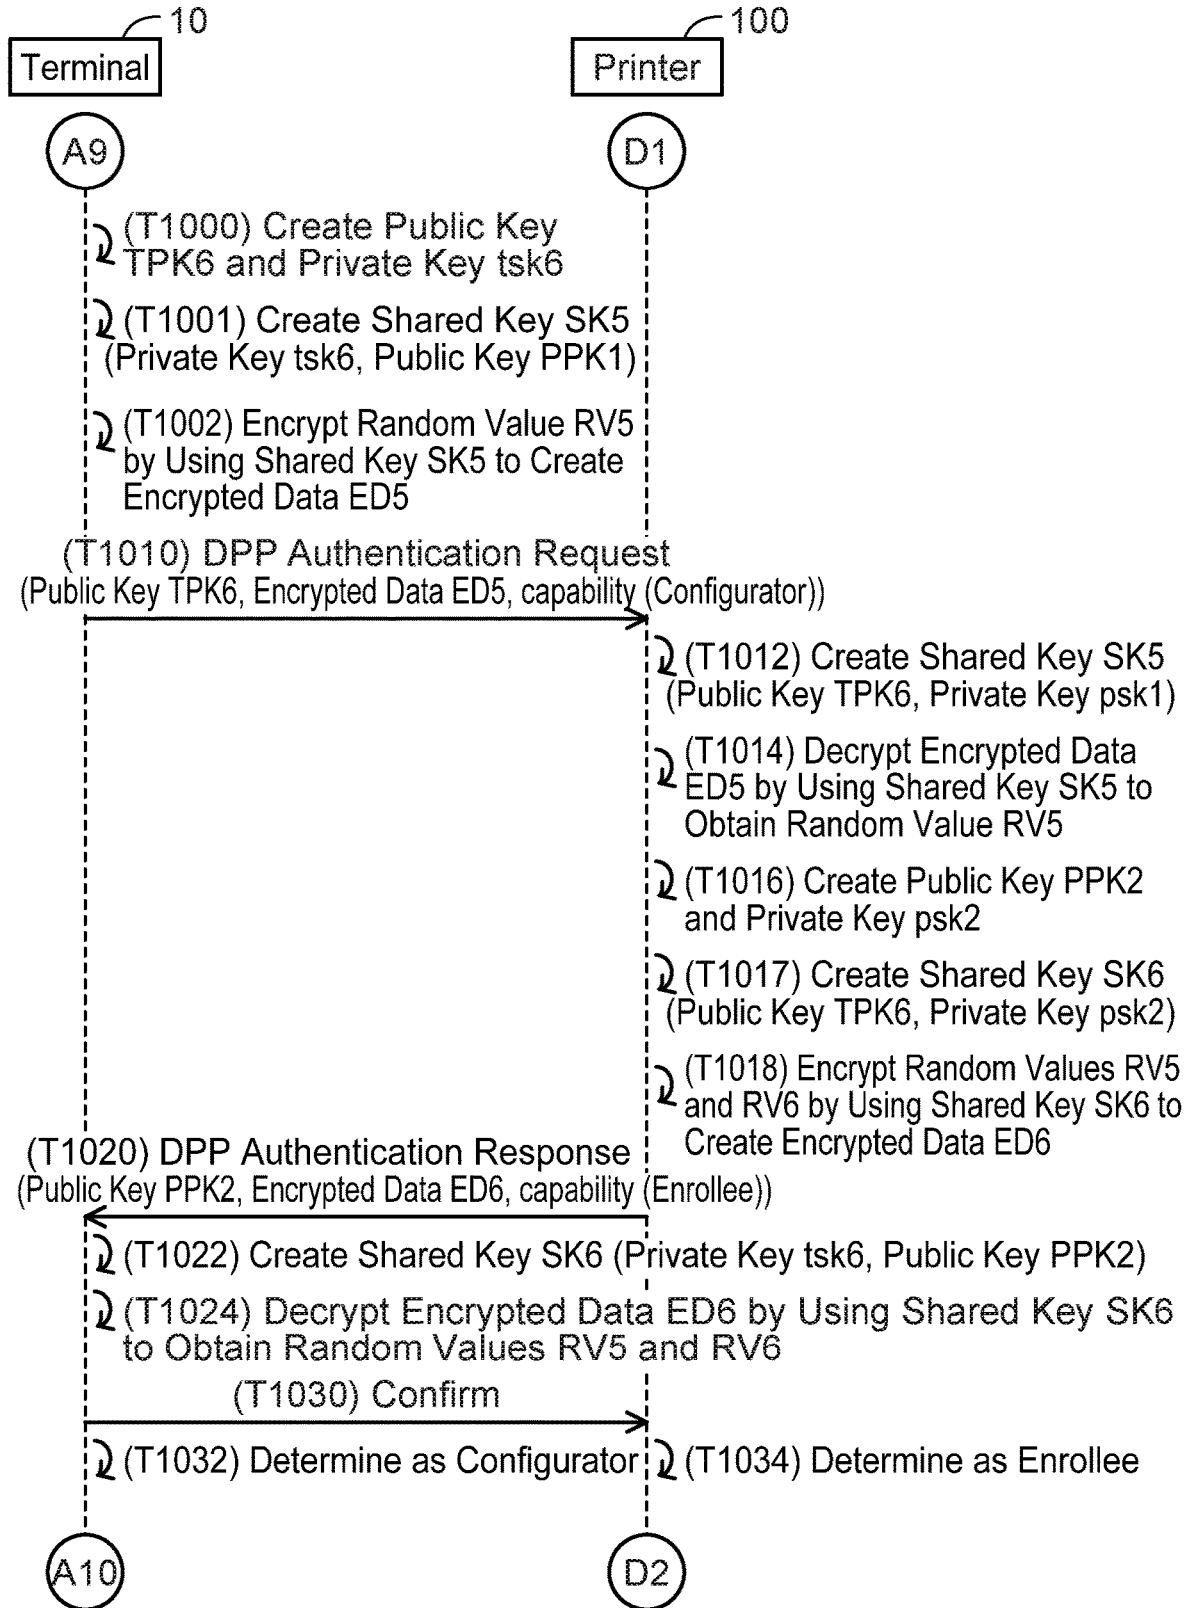 10
100
Terminal
Printer
A9
D1
(T1000) Create Public Key
TPK6 and Private Key tsk6
(T1001) Create Shared Key SK5
(Private Key tsk6, Public Key PPK1)
(T1002) Encrypt Random Value RV5
by Using Shared Key SK5 to Create
Encrypted Data ED5
(T1010) DPP Authentication Request
(Public Key TPK6, Encrypted Data ED5, capability (Configurator))
(T1012) Create Shared Key SK5
(Public Key TPK6, Private Key psk1)
(T1014) Decrypt Encrypted Data
ED5 by Using Shared Key SK5 to
Obtain Random Value RV5
(T1016) Create Public Key PPK2
and Private Key psk2
(T1017) Create Shared Key SK6
(Public Key TPK6, Private Key psk2)
(T1018) Encrypt Random Values RV5
and RV6 by Using Shared Key SK6 to
Create Encrypted Data ED6
(T1020) DPP Authentication Response
(Public Key PPK2, Encrypted Data ED6, capability (Enrollee))
(T1022) Create Shared Key SK6 (Private Key tsk6, Public Key PPK2)
(T1024) Decrypt Encrypted Data ED6 by Using Shared Key SK6
to Obtain Random Values RV5 and RV6
(T1030) Confirm
(T1032) Determine as Configurator
(T1034) Determine as Enrollee
A10
D2